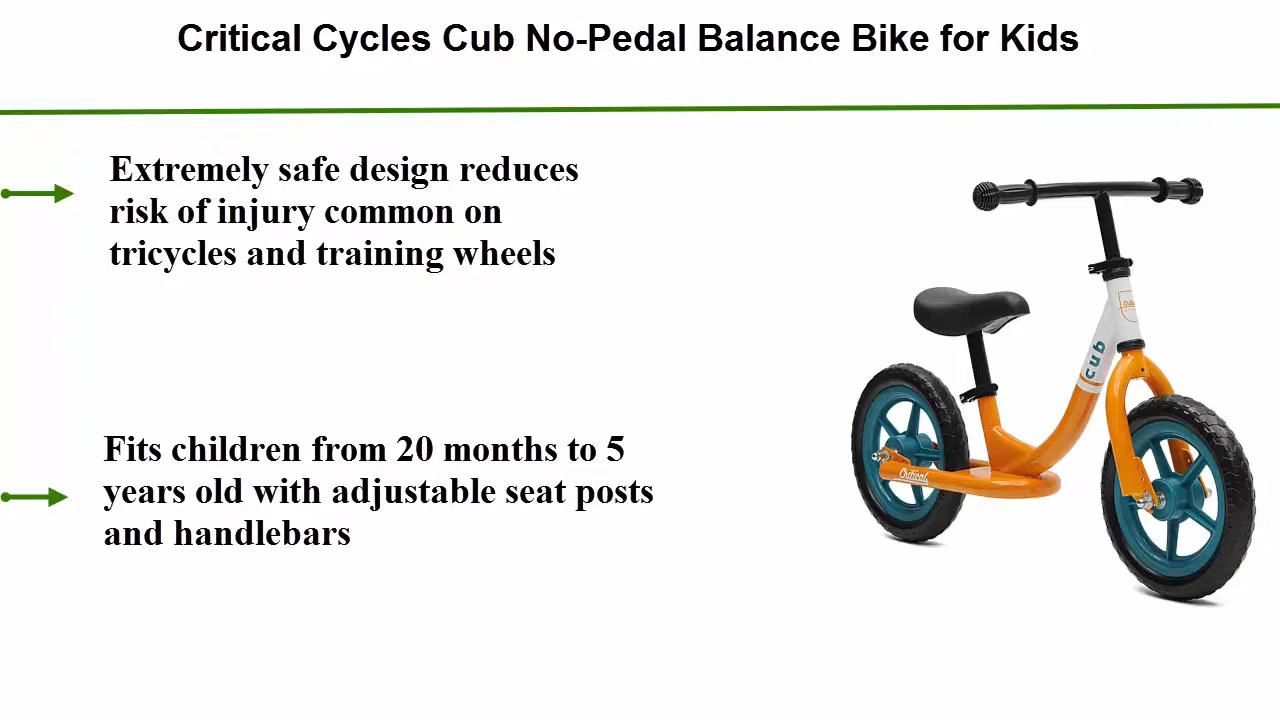 Critical Cycles Cub No-Pedal Balance Bike for Kids
Extremely safe design reduces
risk of injury common on
tricycles and training wheels
Fits children from 20 months to 5
years old with adjustable seat posts
and handlebars
cub
Critical